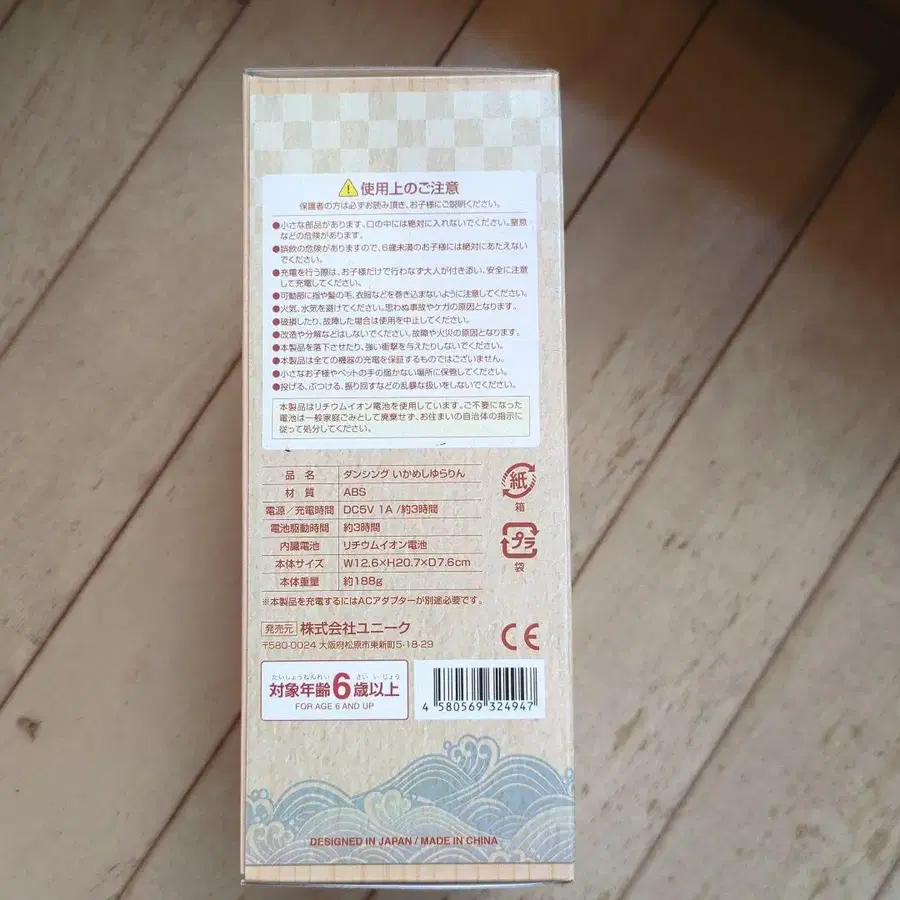 使用上のご注意
保護者の方は必ずお読み頂き、お子様にご説明ください。
●小さな部品があります、口の中には絶対に入れないでください。窒息
などの危険があります。
●誤飲の危険がありますので、6歳未満のお子様には絶対にあたえない
でください。
●充電を行う際は、お子様だけで行わなず大人が付き添い、安全に注意
して充電してください。
●可動部に指や髪の毛、衣服などを巻き込まないように注意してください。
●火気、水気を避けてください。思わぬ事故やケガの原因となります。
●破損したり、故障した場合は使用を中止してください。
●改造や分解などはしないでください。故障や火災の原因となります。
●本製品を落下させたり、強い衝撃を与えたりしないでください。
●本製品は全ての機器の充電を保証するものではございません。
●小さなお子様やペットの手の届かない場所に保管してください。
●投げる、ぶつける、振り回すなどの乱暴な扱いをしないでください。
本製品はリチウムイオン電池を使用しています。ご不要になった
電池は一般家庭ごみとして廃棄せず、お住まいの自治体の指示に
従って処分してください。
品 名 ダンシング いかめしゆらりん
材 質 ABS
電源／充電時間 DC5V 1A /約3時間
電池駆動時間 約3時間
内臓電池 リチウムイオン電池
本体サイズ W12.6×H20.7×D7.6cm
本体重量 約188g
紙
箱
プラ
袋
※本製品を充電するにはACアダプターが別途必要です。
発売元 株式会社ユニーク
〒580-0024 大阪府松原市東新町5-18-29
CE
たいしょうねんれい さい いじょう
対象年齢6歳以上
FOR AGE 6 AND UP
4 580569 324947
DESIGNED IN JAPAN / MADE IN CHINA